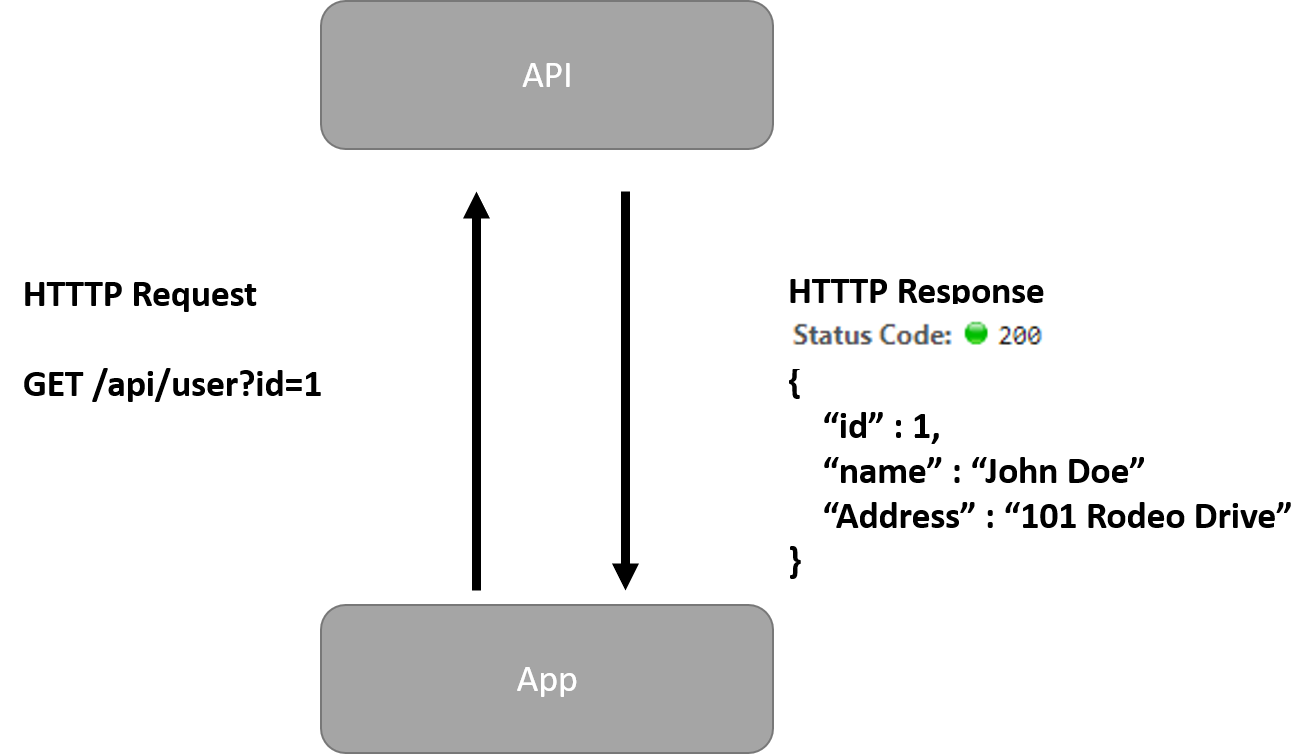 API
HTTTP Request
GET /api/user?id=1
HTTTP Response
Status Code: 200
{
“id” : 1,
“name” : “John Doe”
“Address” : “101 Rodeo Drive”
}
App